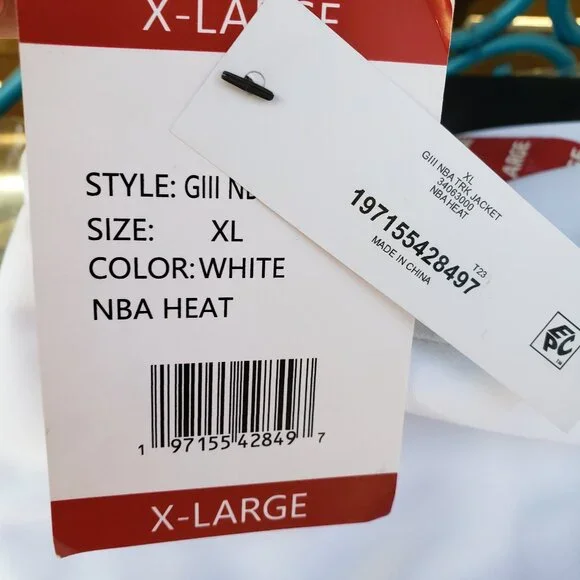 X-LARGE
STYLE: GIII
SIZE: XL
COLOR: WHITE
NBA HEAT
1 97155 42849 7
X-LARGE
XL
GIII NBA TRK JACKET
34063000
NBA HEAT
197155428497
T23
MADE IN CHINA
EPC
LARGE